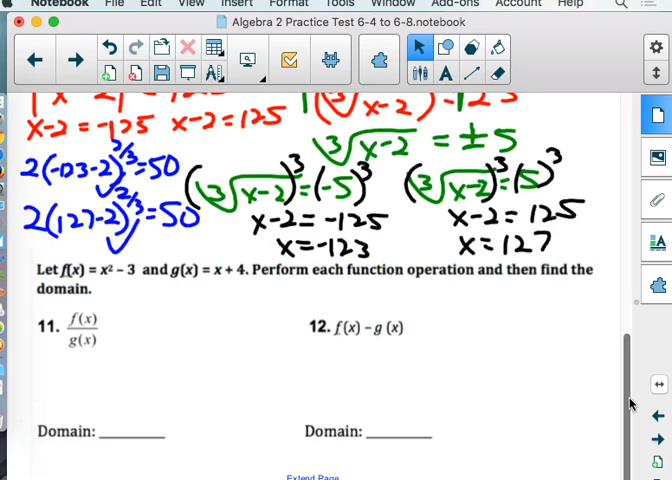 Notebook File Edit View Insert Format Tools Window Add-ons Account Help
Algebra 2 Practice Test 6-4 to 6-8.notebook
x-2=-125 x-2=125
∛x-2 = ±5
2(-123-2)^2/3=50
2(127-2)^2/3=50
(∛x-2)^3=(-5)^3
x-2=-125
x=-123
(∛x-2)^3=(5)^3
x-2=125
x=127
Let f(x) = x² – 3 and g(x) = x + 4. Perform each function operation and then find the
domain.
11. f(x)
g(x)
12. f(x) – g (x)
Domain: ________
Domain: ________
Extend Page